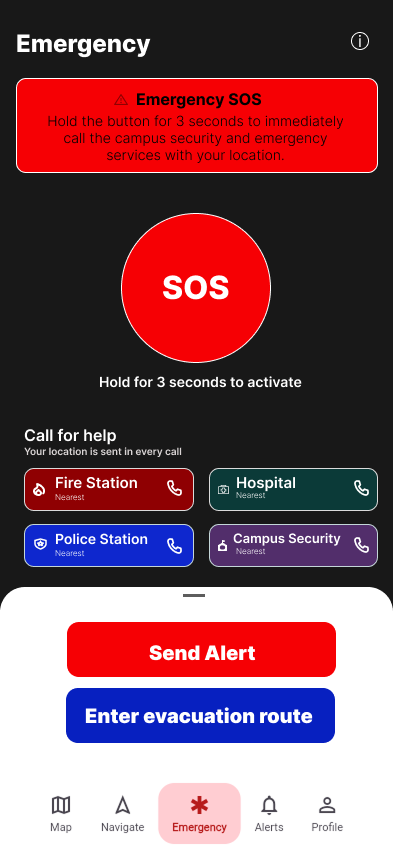 Emergency
Emergency SOS
Hold the button for 3 seconds to immediately
call the campus security and emergency
services with your location.
SOS
Hold for 3 seconds to activate
Call for help
Your location is sent in every call
Fire Station
Nearest
Hospital
Nearest
Police Station
Nearest
Campus Security
Nearest
Send Alert
Enter evacuation route
Map
Navigate
Emergency
Alerts
Profile